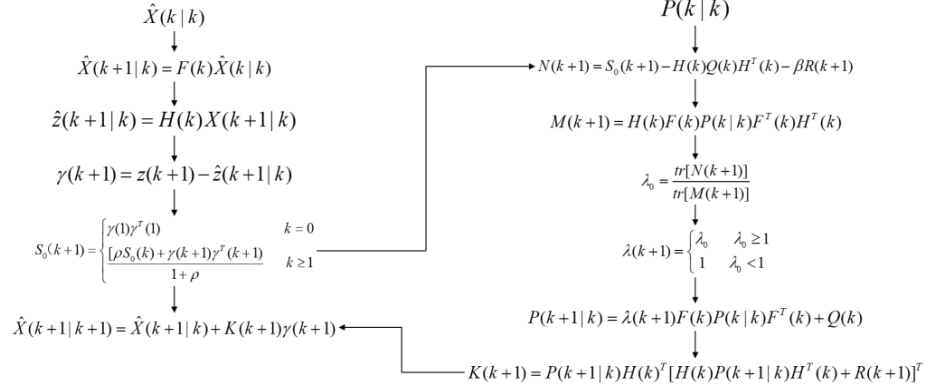 X̂(k|k)
X̂(k+1|k)=F(k)X̂(k|k)
ẑ(k+1|k)=H(k)X(k+1|k)
γ(k+1)=z(k+1)−ẑ(k+1|k)
S₀(k+1)={γ(1)γᵀ(1) k=0
[ρS₀(k)+γ(k+1)γᵀ(k+1) / 1+ρ k≥1
X̂(k+1|k+1)=X̂(k+1|k)+K(k+1)γ(k+1)
P(k|k)
N(k+1)=S₀(k+1)−H(k)Q(k)Hᵀ(k)−βR(k+1)
M(k+1)=H(k)F(k)P(k|k)Fᵀ(k)Hᵀ(k)
λ₀=tr[N(k+1)] / tr[M(k+1)]
λ(k+1)={λ₀ λ₀≥1
1 λ₀<1
P(k+1|k)=λ(k+1)F(k)P(k|k)Fᵀ(k)+Q(k)
K(k+1)=P(k+1|k)H(k)ᵀ[H(k)P(k+1|k)Hᵀ(k)+R(k+1)]ᵀ